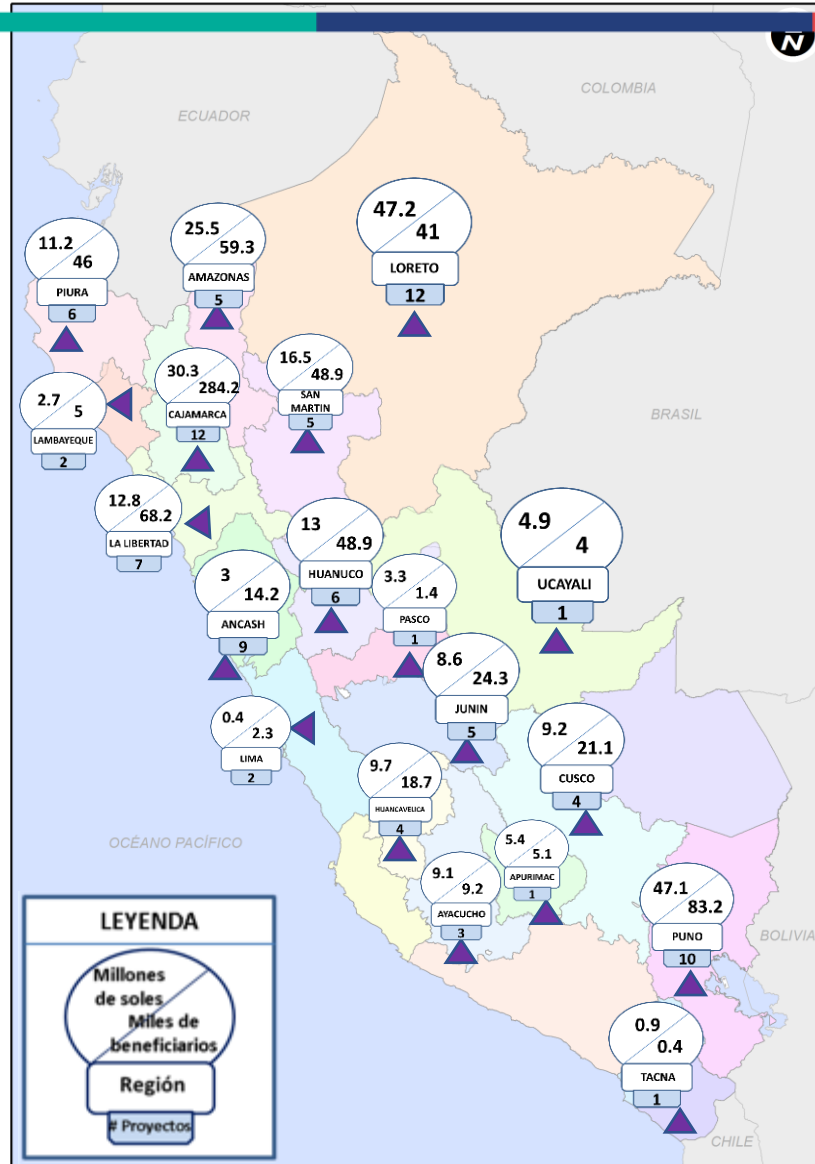 N
COLOMBIA
ECUADOR
47.2
41
LORETO
12
25.5
59.3
AMAZONAS
5
11.2
46
PIURA
6
16.5
48.9
SAN
MARTIN
5
30.3
284.2
CAJAMARCA
12
2.7
5
LAMBAYEQUE
2
BRASIL
12.8
68.2
LA LIBERTAD
7
13
48.9
HUANUCO
6
4.9
4
UCAYALI
1
3
14.2
ANCASH
9
3.3
1.4
PASCO
1
8.6
24.3
JUNIN
5
0.4
2.3
LIMA
2
9.2
21.1
CUSCO
4
9.7
18.7
HUANCAVELICA
4
OCÉANO PACÍFICO
5.4
5.1
APURIMAC
1
9.1
9.2
AYACUCHO
3
47.1
83.2
PUNO
10
BOLIVIA
0.9
0.4
TACNA
1
CHILE
LEYENDA
Millones
de soles
Miles de
beneficiarios
Región
# Proyectos